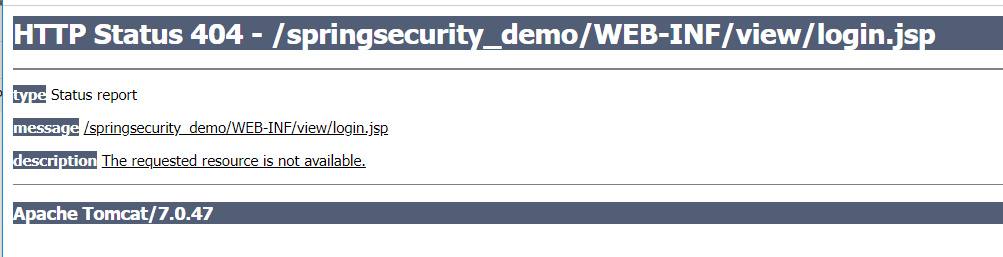 HTTP Status 404 - /springsecurity_demo/WEB-INF/view/login.jsp
type Status report
message /springsecurity_demo/WEB-INF/view/login.jsp
description The requested resource is not available.
Apache Tomcat/7.0.47